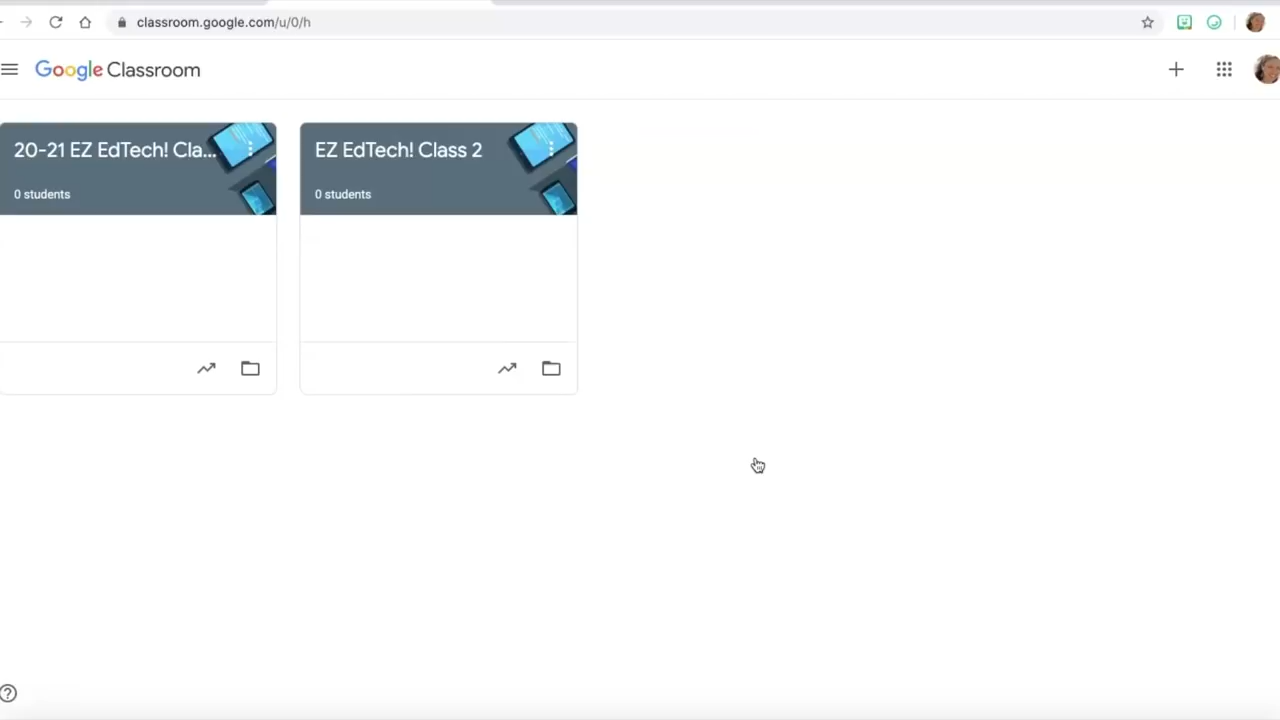 classroom.google.com/u/0/h
Google Classroom
20-21 EZ EdTech! Cla...
0 students
EZ EdTech! Class 2
0 students